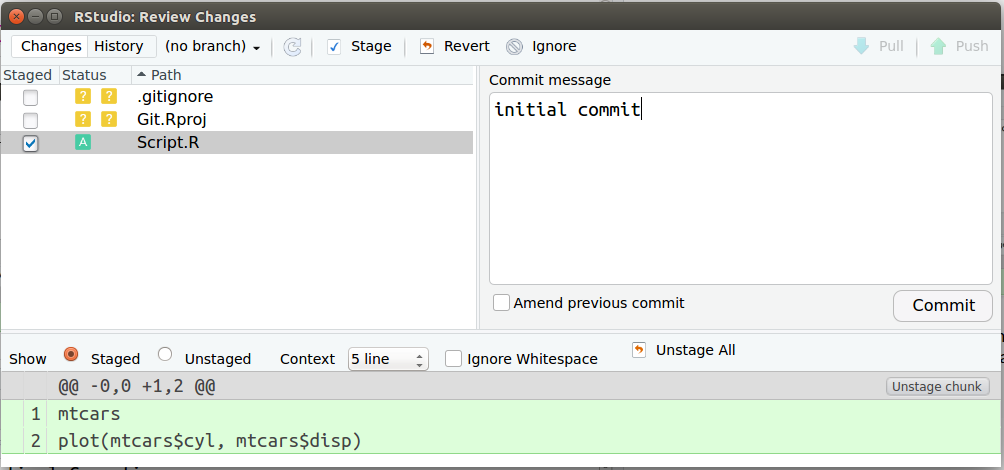 RStudio: Review Changes
Changes History (no branch) Stage Revert Ignore Pull Push
Staged Status Path
? ? .gitignore
? ? Git.Rproj
A Script.R
Commit message
initial commit
Amend previous commit Commit
Show Staged Unstaged Context 5 line Ignore Whitespace Unstage All
@@ -0,0 +1,2 @@ Unstage chunk
1 mtcars
2 plot(mtcars$cyl, mtcars$disp)